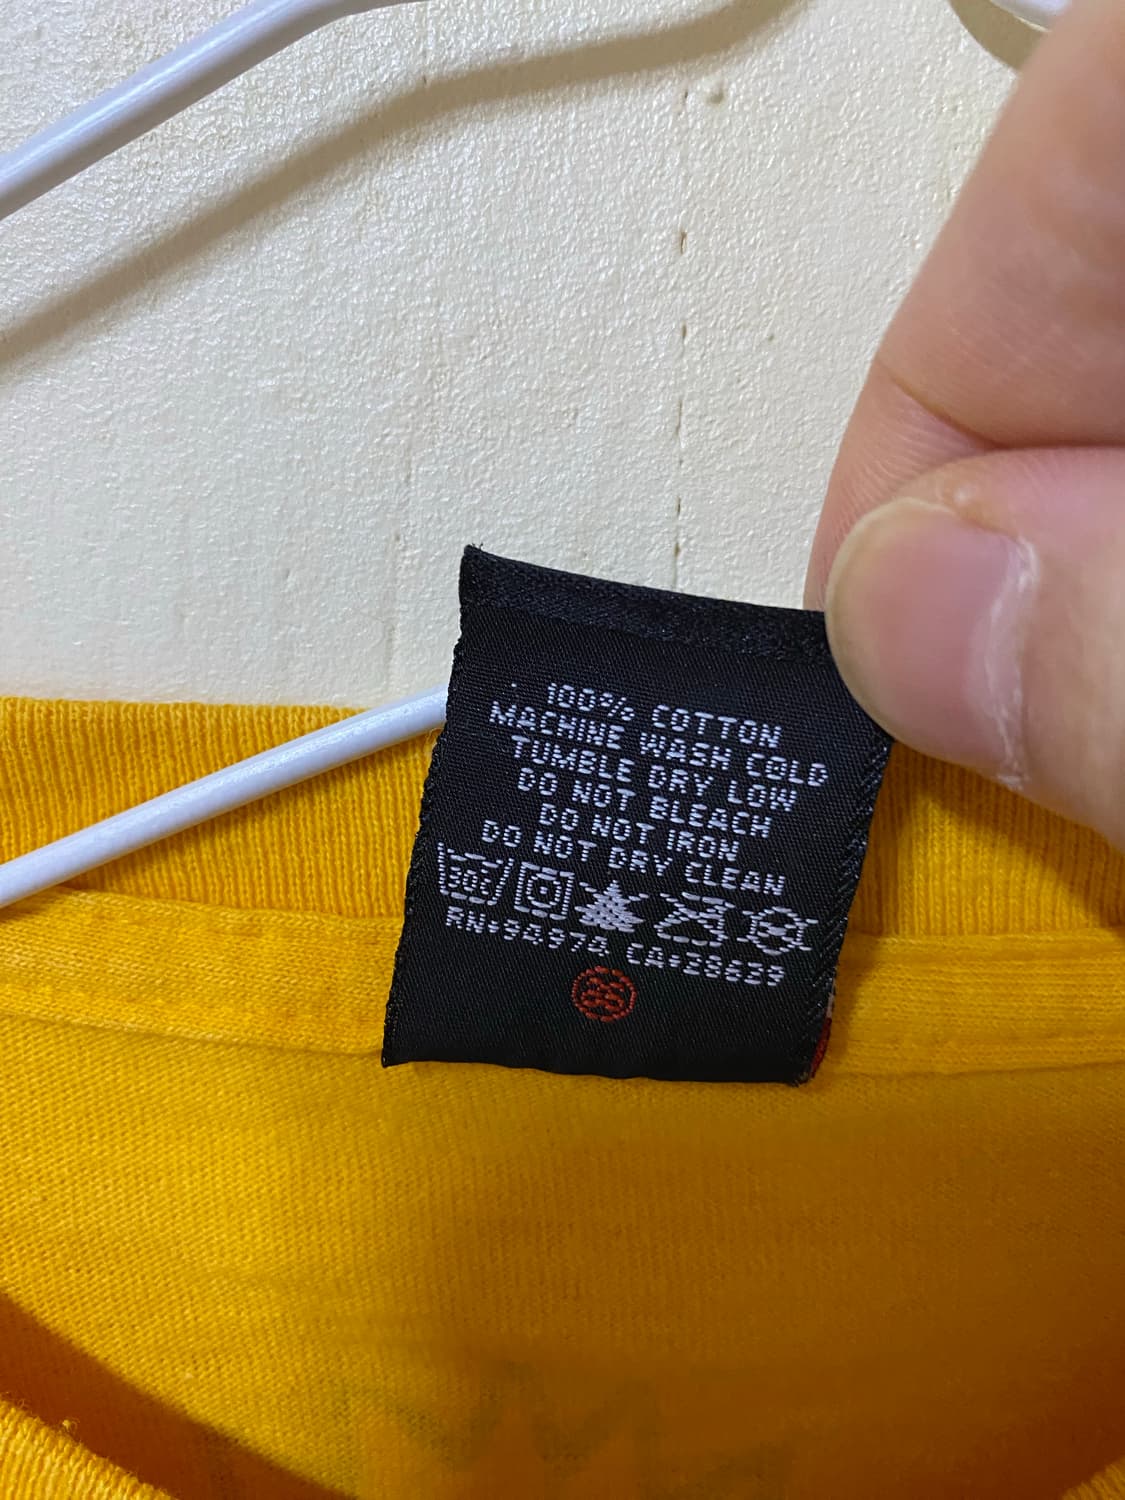 100% COTTON
MACHINE WASH COLD
TUMBLE DRY LOW
DO NOT BLEACH
DO NOT IRON
DO NOT DRY CLEAN
30C
RN#94974 CA#28629